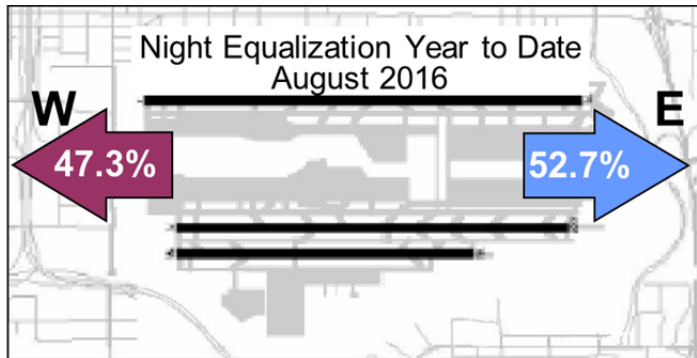 Night Equalization Year to Date
August 2016
W
E
47.3%
52.7%